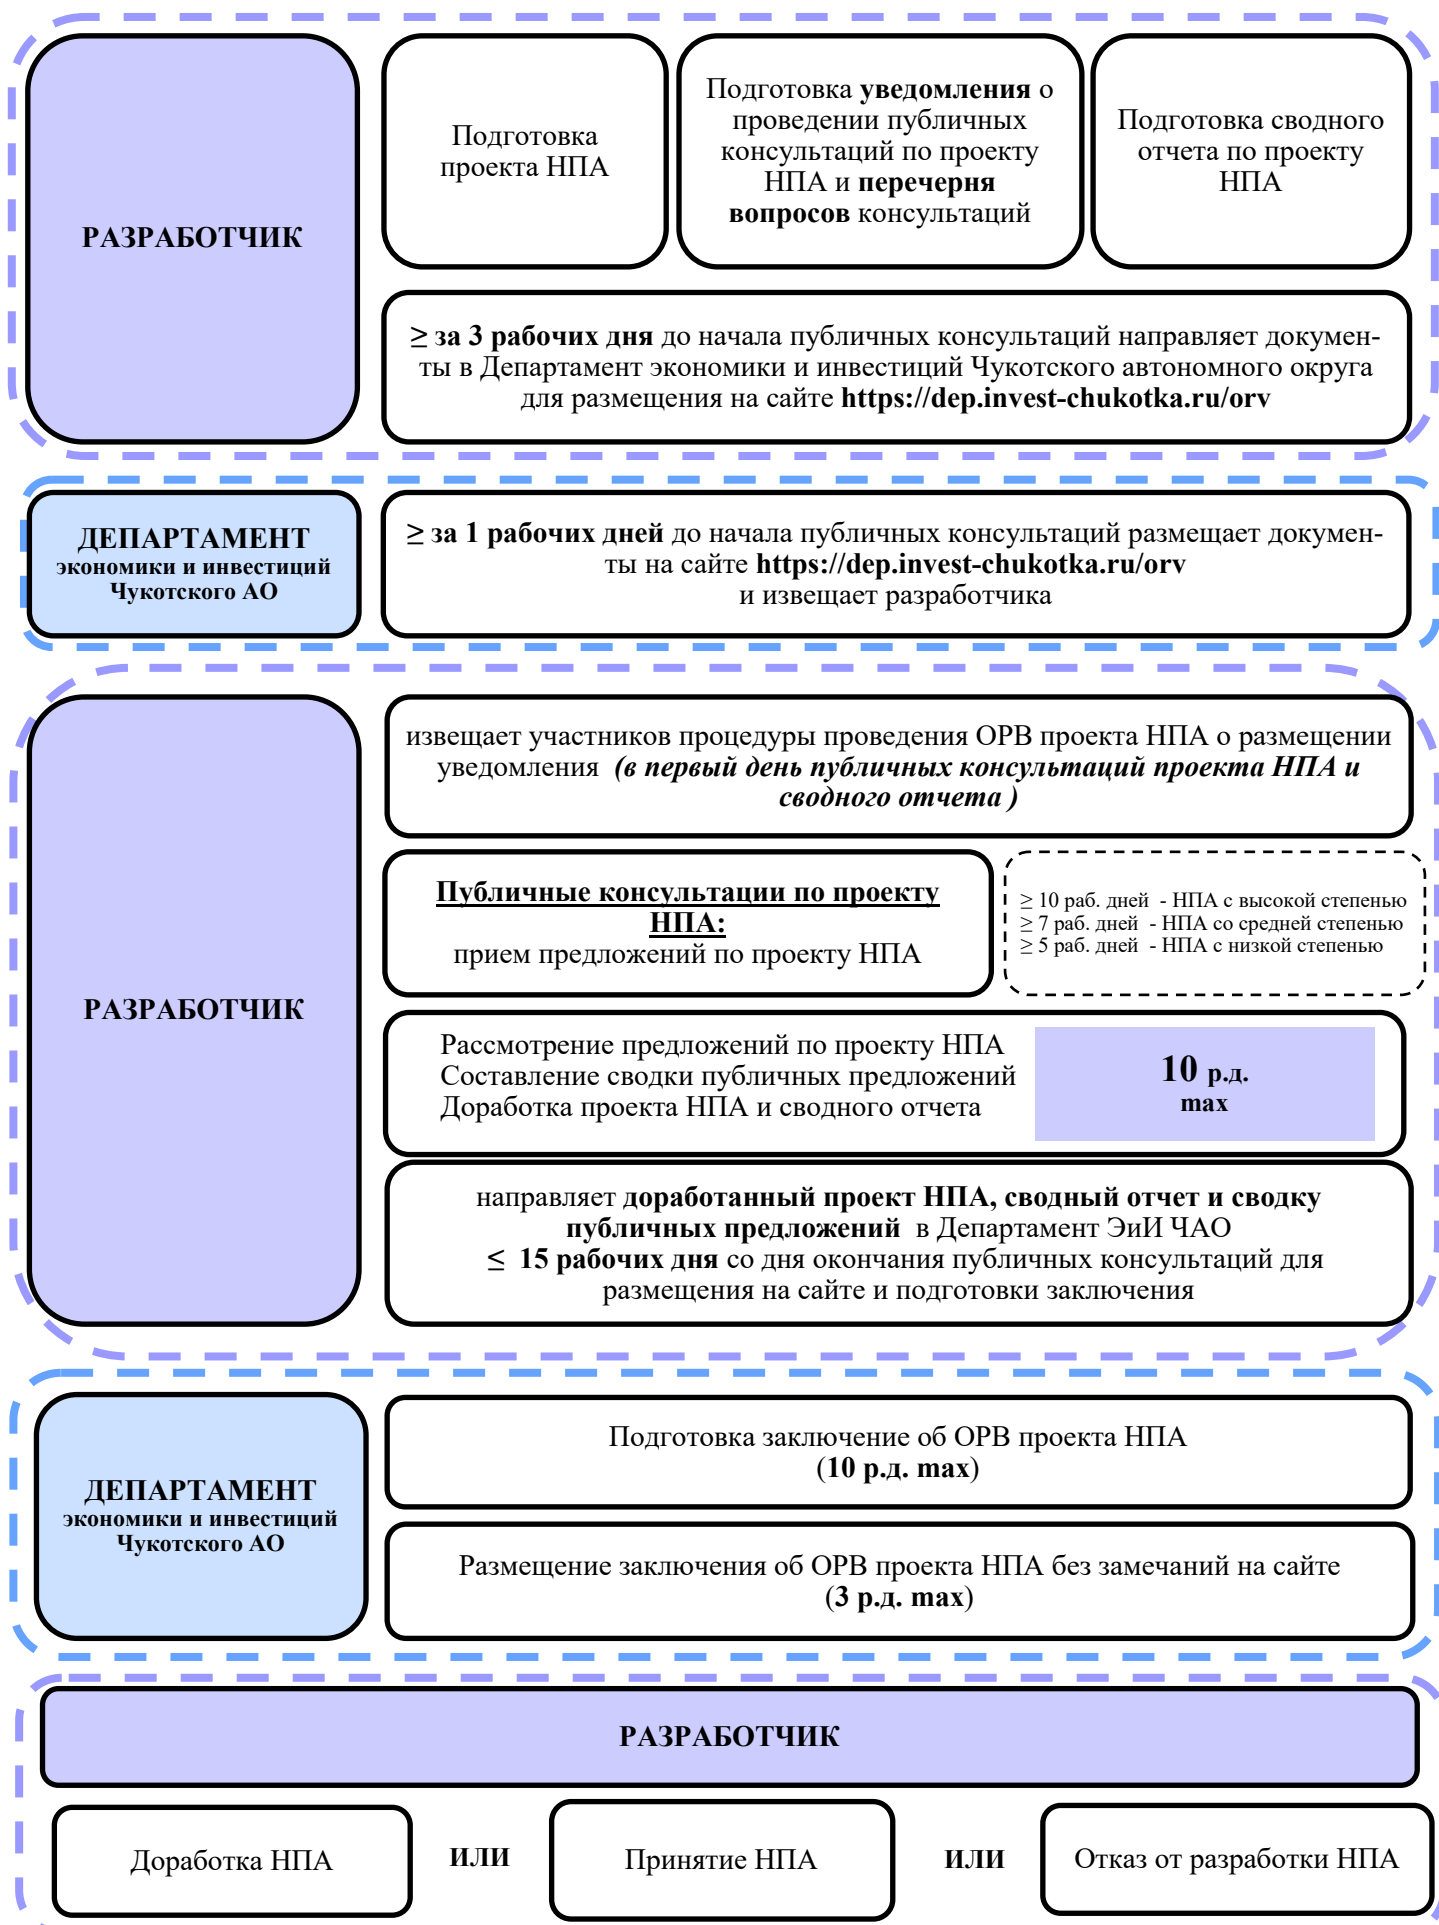 РАЗРАБОТЧИК
Подготовка
проекта НПА
Подготовка уведомления о
проведении публичных
консультаций по проекту
НПА и перечерня
вопросов консультаций
Подготовка сводного
отчета по проекту
НПА
≥ за 3 рабочих дня до начала публичных консультаций направляет докумен-
ты в Департамент экономики и инвестиций Чукотского автономного округа
для размещения на сайте https://dep.invest-chukotka.ru/orv
ДЕПАРТАМЕНТ
экономики и инвестиций
Чукотского АО
≥ за 1 рабочих дней до начала публичных консультаций размещает докумен-
ты на сайте https://dep.invest-chukotka.ru/orv
и извещает разработчика
РАЗРАБОТЧИК
извещает участников процедуры проведения ОРВ проекта НПА о размещении
уведомления (в первый день публичных консультаций проекта НПА и
сводного отчета )
Публичные консультации по проекту
НПА:
прием предложений по проекту НПА
≥ 10 раб. дней - НПА с высокой степенью
≥ 7 раб. дней - НПА со средней степенью
≥ 5 раб. дней - НПА с низкой степенью
Рассмотрение предложений по проекту НПА
Составление сводки публичных предложений
Доработка проекта НПА и сводного отчета
10 р.д.
max
направляет доработанный проект НПА, сводный отчет и сводку
публичных предложений в Департамент ЭиИ ЧАО
≤ 15 рабочих дня со дня окончания публичных консультаций для
размещения на сайте и подготовки заключения
ДЕПАРТАМЕНТ
экономики и инвестиций
Чукотского АО
Подготовка заключение об ОРВ проекта НПА
(10 р.д. max)
Размещение заключения об ОРВ проекта НПА без замечаний на сайте
(3 р.д. max)
РАЗРАБОТЧИК
Доработка НПА
ИЛИ
Принятие НПА
ИЛИ
Отказ от разработки НПА